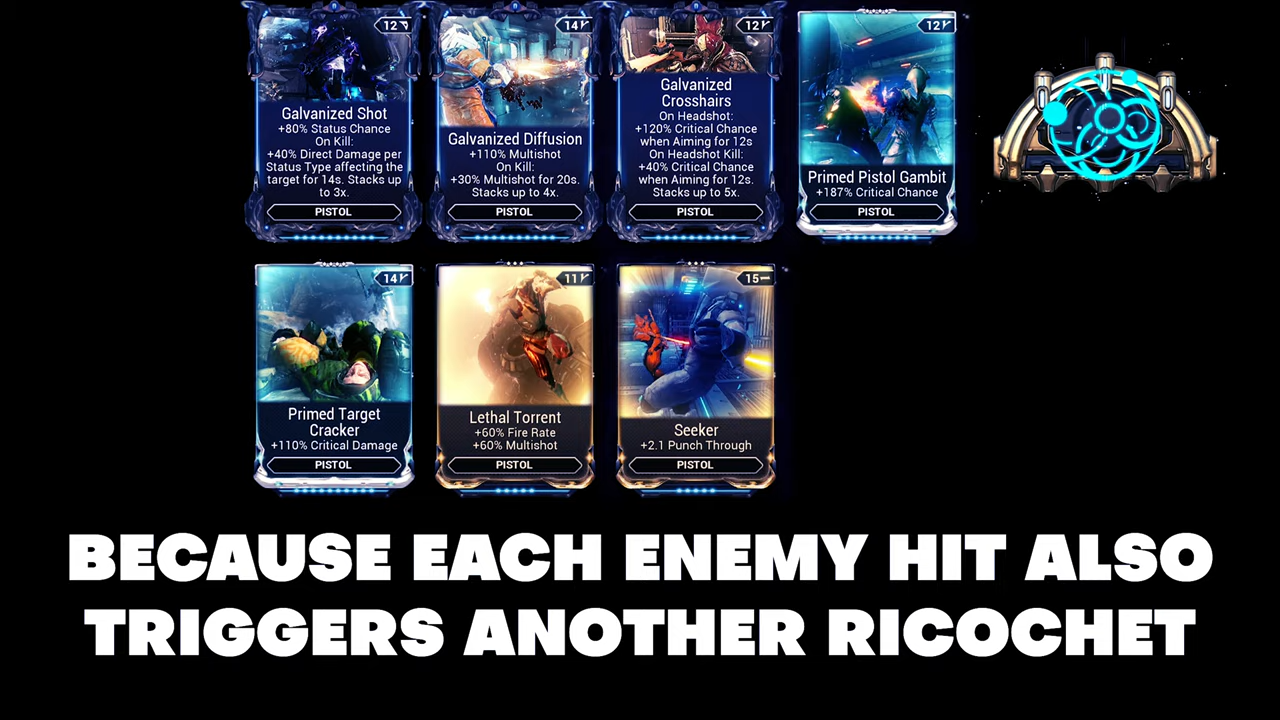 12
Galvanized Shot
+80% Status Chance
On Kill:
+40% Direct Damage per
Status Type affecting the
target for 14s. Stacks up
to 3x.
PISTOL
14
Galvanized Diffusion
+110% Multishot
On Kill:
+30% Multishot for 20s.
Stacks up to 4x.
PISTOL
12
Galvanized
Crosshairs
On Headshot:
+120% Critical Chance
when Aiming for 12s
On Headshot Kill:
+40% Critical Chance
when Aiming for 12s.
Stacks up to 5x.
PISTOL
12
Primed Pistol Gambit
+187% Critical Chance
PISTOL
14
Primed Target
Cracker
+110% Critical Damage
PISTOL
11
Lethal Torrent
+60% Fire Rate
+60% Multishot
PISTOL
15
Seeker
+2.1 Punch Through
PISTOL
BECAUSE EACH ENEMY HIT ALSO
TRIGGERS ANOTHER RICOCHET